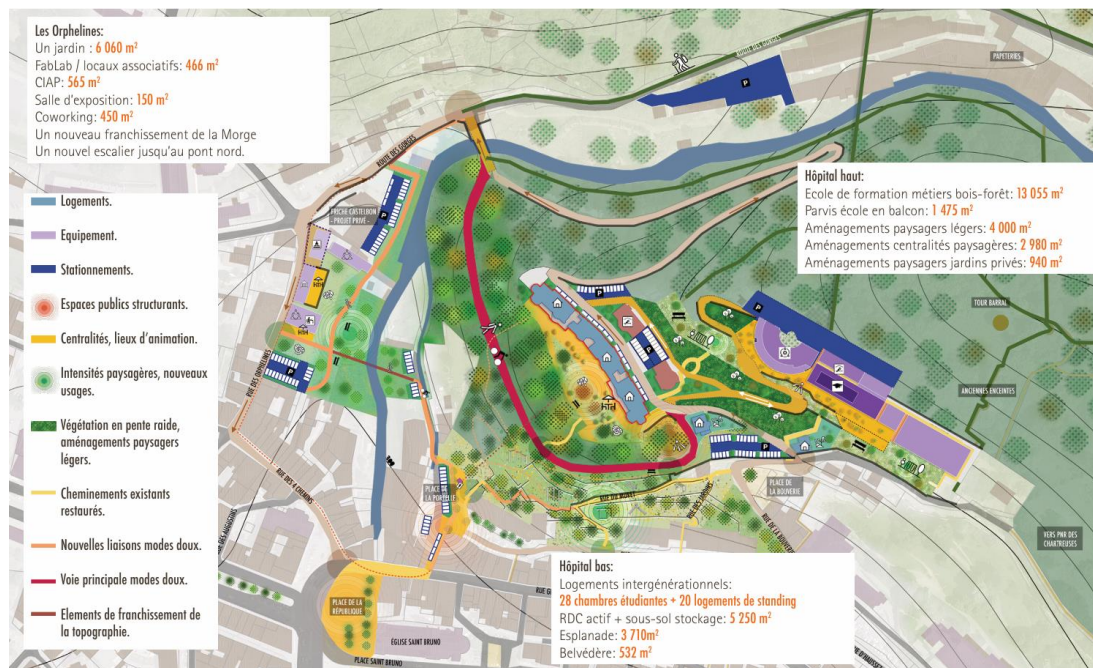 Les Orphelines:
Un jardin : 6 060 m²
FabLab / locaux associatifs: 466 m²
CIAP: 565 m²
Salle d'exposition: 150 m²
Coworking: 450 m²
Un nouveau franchissement de la Morge
Un nouvel escalier jusqu'au pont nord.
Logements.
Equipement.
Stationnements.
Espaces publics structurants.
Centralités, lieux d'animation.
Intensités paysagères, nouveaux
usages.
Végétation en pente raide,
aménagements paysagers
légers.
Cheminements existants
restaurés.
Nouvelles liaisons modes doux.
Voie principale modes doux.
Elements de franchissement de
la topographie.
ROUTE DES GORGES
PAPETERIES
P
ROUTE DES GORGES
FRICHE CASTELBON
- PROJET PRIVÉ -
P
Hôpital haut:
Ecole de formation métiers bois-forêt: 13 055 m²
Parvis école en balcon: 1 475 m²
Aménagements paysagers légers: 4 000 m²
Aménagements centralités paysagères: 2 980 m²
Aménagements paysagers jardins privés: 940 m²
TOUR BARRAL
P
P
P
ANCIENNES ENCEINTES
RUE DES ORPHELINS
P
P
RUE DES 4 CHEMINS
PLACE DE
LA PORTELLE
PLACE DE
LA BOUVERIE
VERS PNR DES
CHARTREUSES
PLACE DE LA
RÉPUBLIQUE
ÉGLISE SAINT BRUNO
PLACE SAINT BRUNO
Hôpital bas:
Logements intergénérationnels:
28 chambres étudiantes + 20 logements de standing
RDC actif + sous-sol stockage: 5 250 m²
Esplanade: 3 710m²
Belvédère: 532 m²